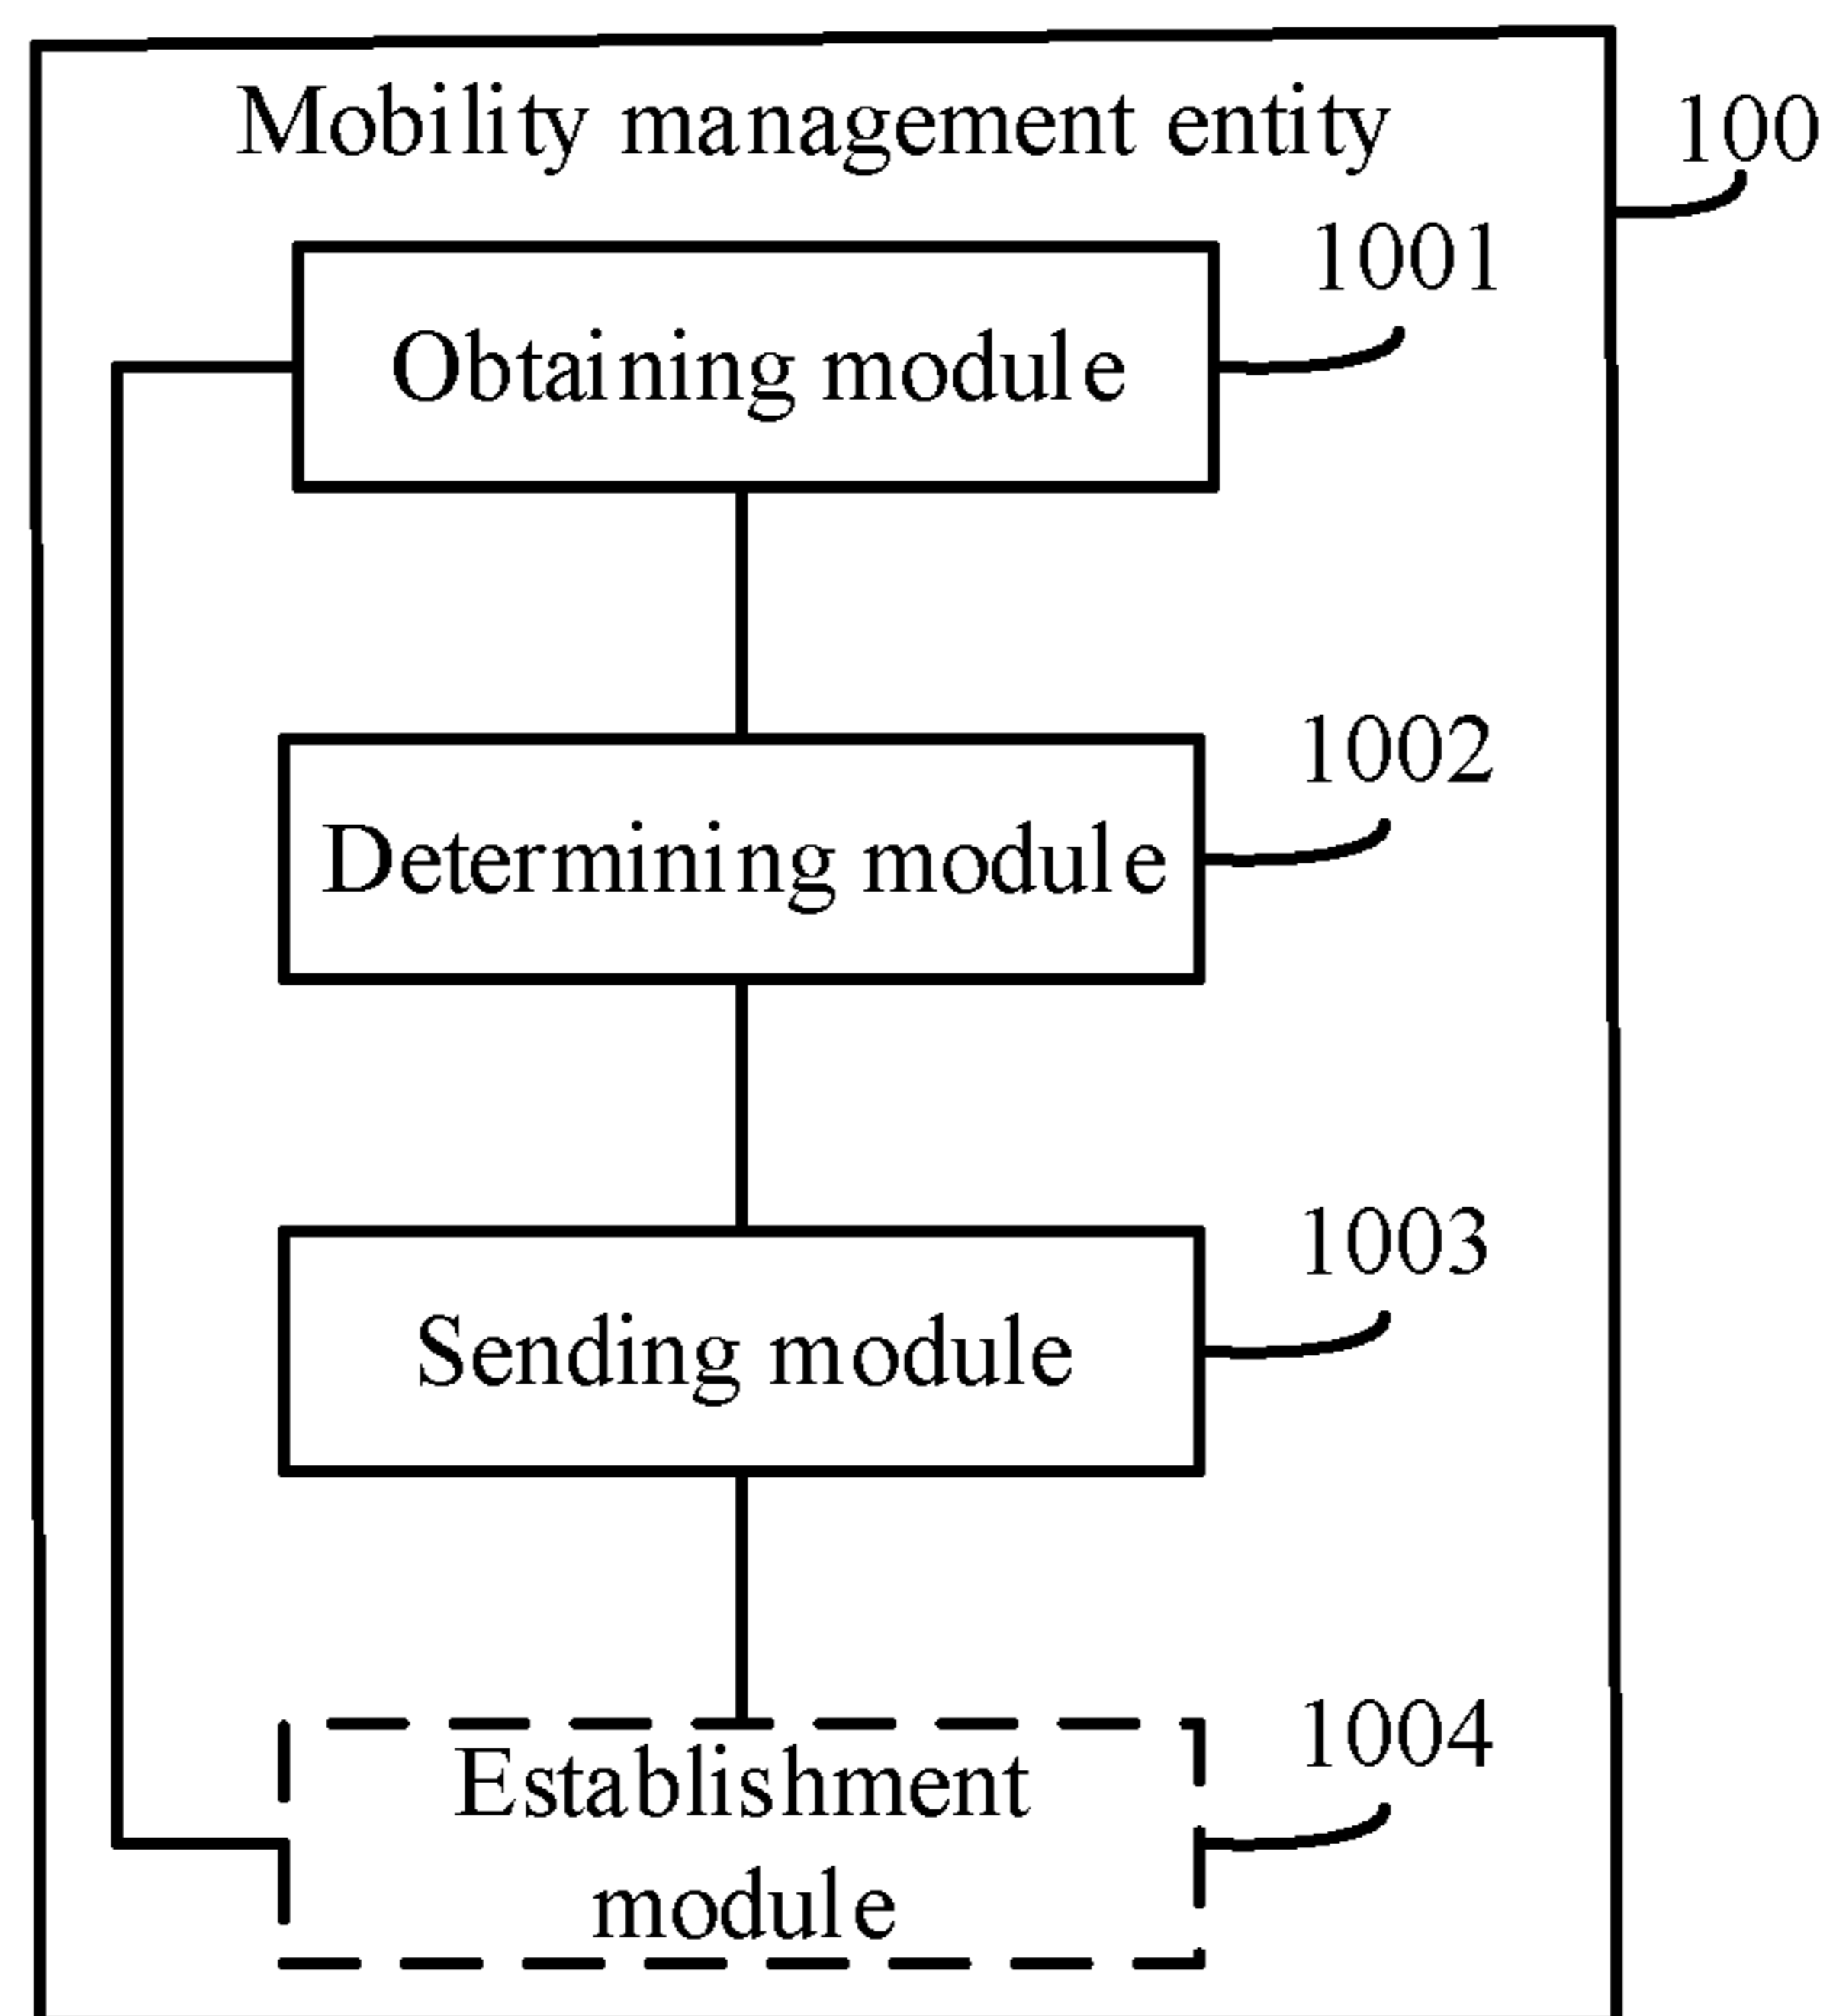 Mobility management entity
100
1001
Obtaining module
1002
Determining module
1003
Sending module
1004
Establishment
module